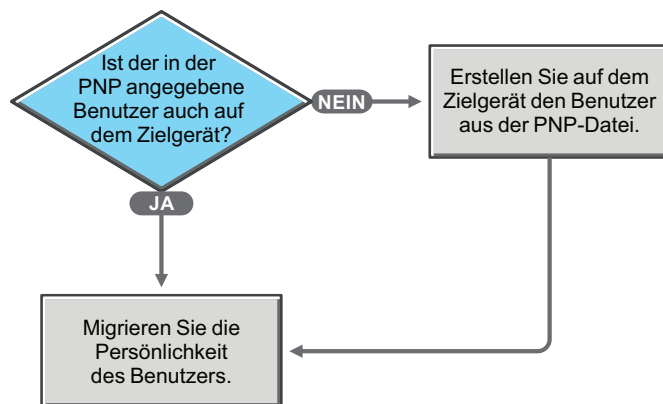 Ist der in der
PNP angegebene
Benutzer auch auf
dem Zielgerät?
NEIN
Erstellen Sie auf dem
Zielgerät den Benutzer
aus der PNP-Datei.
JA
Migrieren Sie die
Persönlichkeit
des Benutzers.